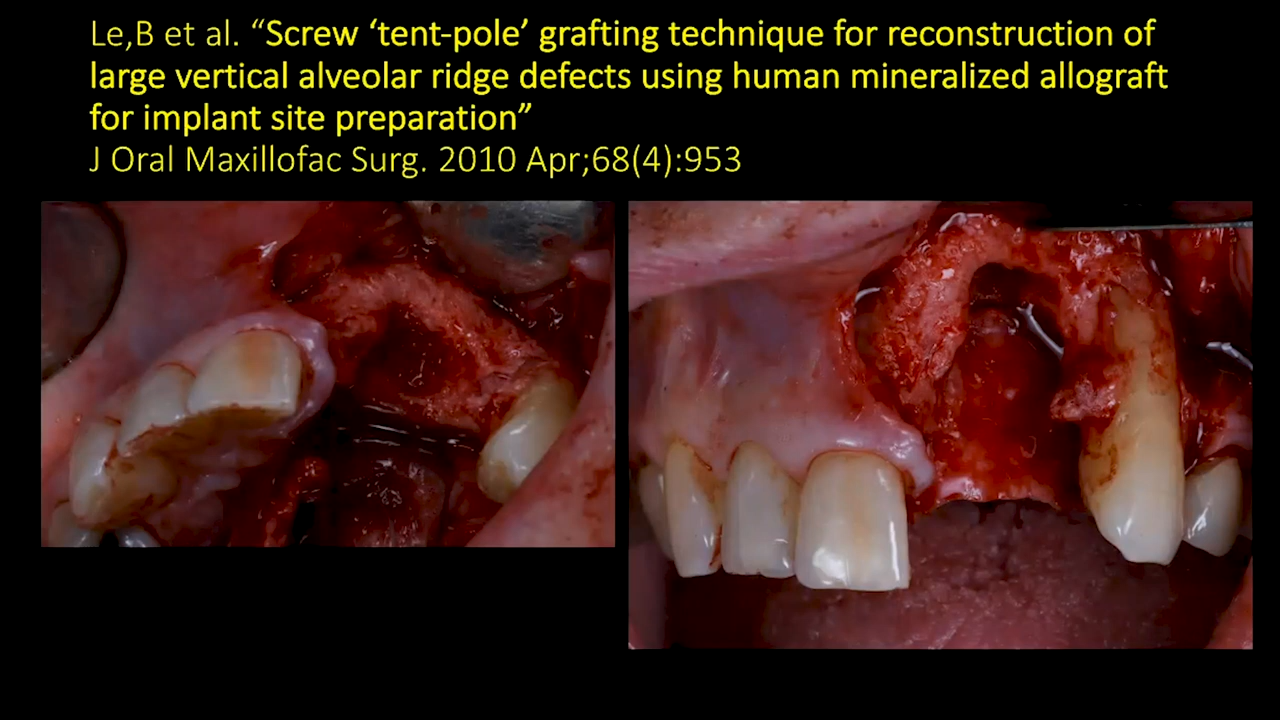 Le,B et al. “Screw ‘tent-pole’ grafting technique for reconstruction of
large vertical alveolar ridge defects using human mineralized allograft
for implant site preparation”
J Oral Maxillofac Surg. 2010 Apr;68(4):953